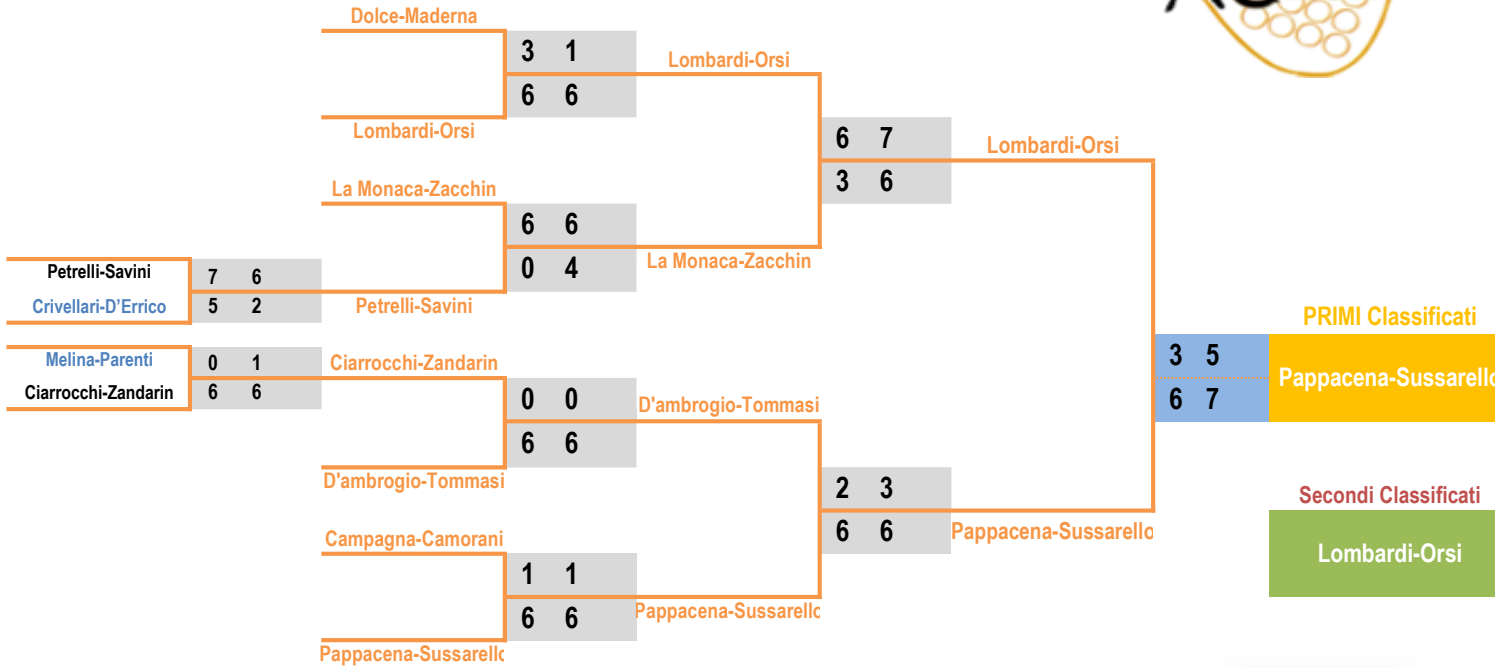 Dolce-Maderna
3 1
6 6
Lombardi-Orsi
Lombardi-Orsi
La Monaca-Zacchin
6 6
0 4
La Monaca-Zacchin
6 7
3 6
Lombardi-Orsi
Petrelli-Savini 7 6
Crivellari-D'Errico 5 2
Petrelli-Savini
Melina-Parenti 0 1
Ciarrocchi-Zandarin 6 6
Ciarrocchi-Zandarin
0 0
6 6
D'ambrogio-Tommasi
D'ambrogio-Tommasi
Campagna-Camorani
1 1
6 6
Pappacena-Sussarello
Pappacena-Sussarello
2 3
6 6
Pappacena-Sussarello
3 5
6 7
PRIMI Classificati
Pappacena-Sussarello
Secondi Classificati
Lombardi-Orsi